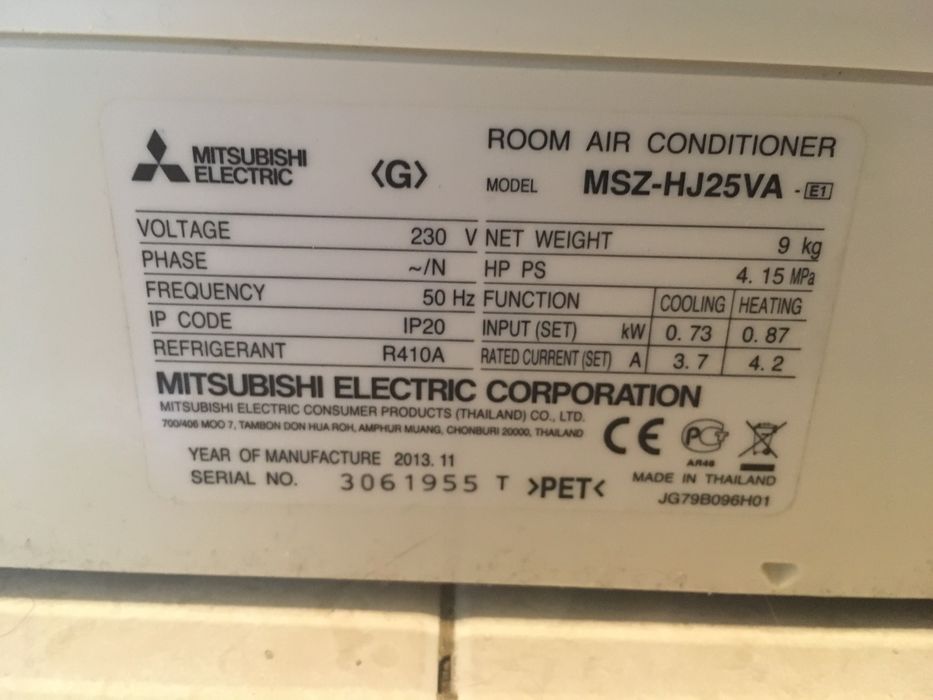 MITSUBISHI ELECTRIC
〈G〉
ROOM AIR CONDITIONER
MODEL MSZ-HJ25VA - E1
VOLTAGE 230 V
PHASE ~/N
FREQUENCY 50 Hz
IP CODE IP20
REFRIGERANT R410A
NET WEIGHT 9 kg
HP PS 4.15 MPa
FUNCTION COOLING HEATING
INPUT (SET) kW 0.73 0.87
RATED CURRENT (SET) A 3.7 4.2
MITSUBISHI ELECTRIC CORPORATION
MITSUBISHI ELECTRIC CONSUMER PRODUCTS (THAILAND) CO., LTD.
700/406 MOO 7, TAMBON DON HUA ROH, AMPHUR MUANG, CHONBURI 20000, THAILAND
YEAR OF MANUFACTURE 2013.11
SERIAL NO. 3061955 T >PET<
CE
АЯ46
MADE IN THAILAND
JG79B096H01